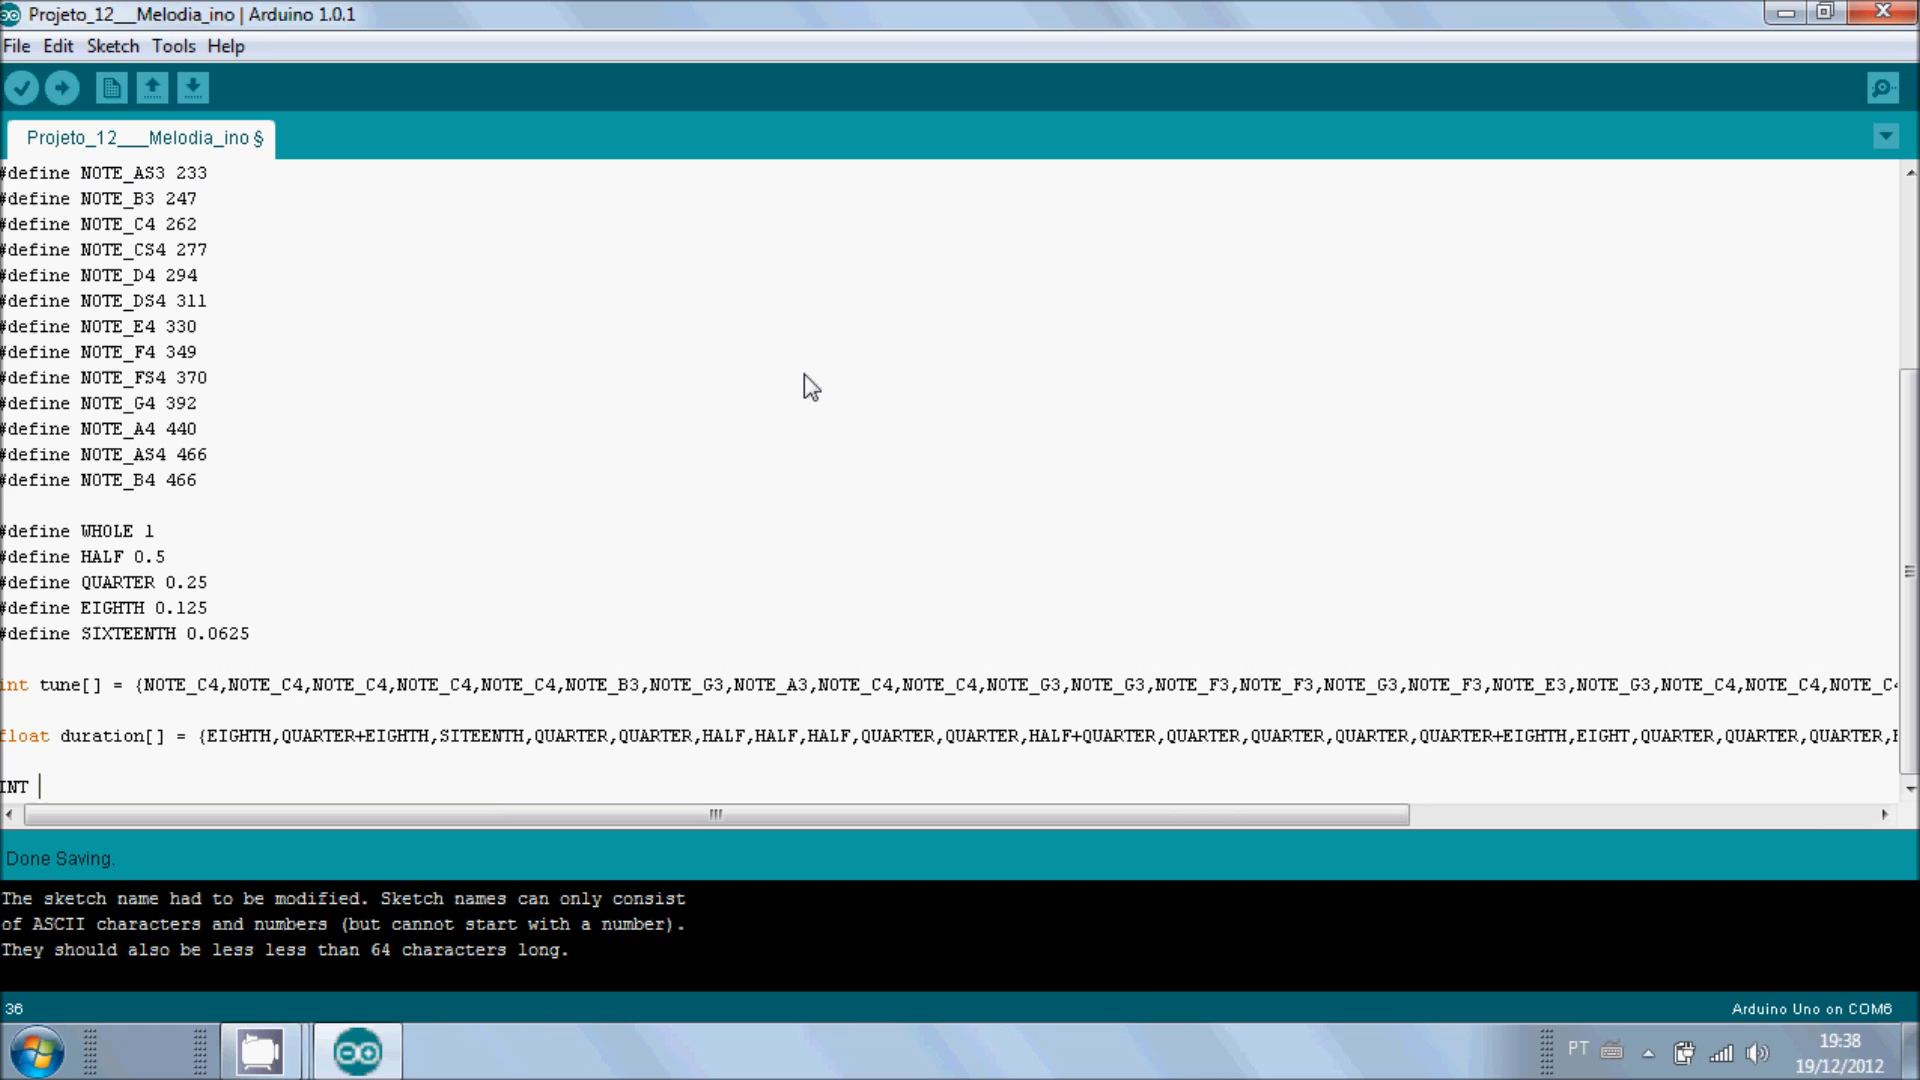 Projeto_12___Melodia_ino | Arduino 1.0.1
File Edit Sketch Tools Help
Projeto_12___Melodia_ino §
#define NOTE_AS3 233
#define NOTE_B3 247
#define NOTE_C4 262
#define NOTE_CS4 277
#define NOTE_D4 294
#define NOTE_DS4 311
#define NOTE_E4 330
#define NOTE_F4 349
#define NOTE_FS4 370
#define NOTE_G4 392
#define NOTE_A4 440
#define NOTE_AS4 466
#define NOTE_B4 466
#define WHOLE 1
#define HALF 0.5
#define QUARTER 0.25
#define EIGHTH 0.125
#define SIXTEENTH 0.0625
int tune[] = {NOTE_C4,NOTE_C4,NOTE_C4,NOTE_C4,NOTE_C4,NOTE_B3,NOTE_G3,NOTE_A3,NOTE_C4,NOTE_C4,NOTE_G3,NOTE_G3,NOTE_F3,NOTE_F3,NOTE_G3,NOTE_F3,NOTE_E3,NOTE_G3,NOTE_C4,NOTE_C4,NOTE_C4
float duration[] = {EIGHTH,QUARTER+EIGHTH,SITEENTH,QUARTER,QUARTER,HALF,HALF,HALF,QUARTER,QUARTER,HALF+QUARTER,QUARTER,QUARTER,QUARTER,QUARTER+EIGHTH,EIGHT,QUARTER,QUARTER,QUARTER,
INT
Done Saving.
The sketch name had to be modified. Sketch names can only consist
of ASCII characters and numbers (but cannot start with a number).
They should also be less less than 64 characters long.
36
Arduino Uno on COM6
PT
19:38
19/12/2012